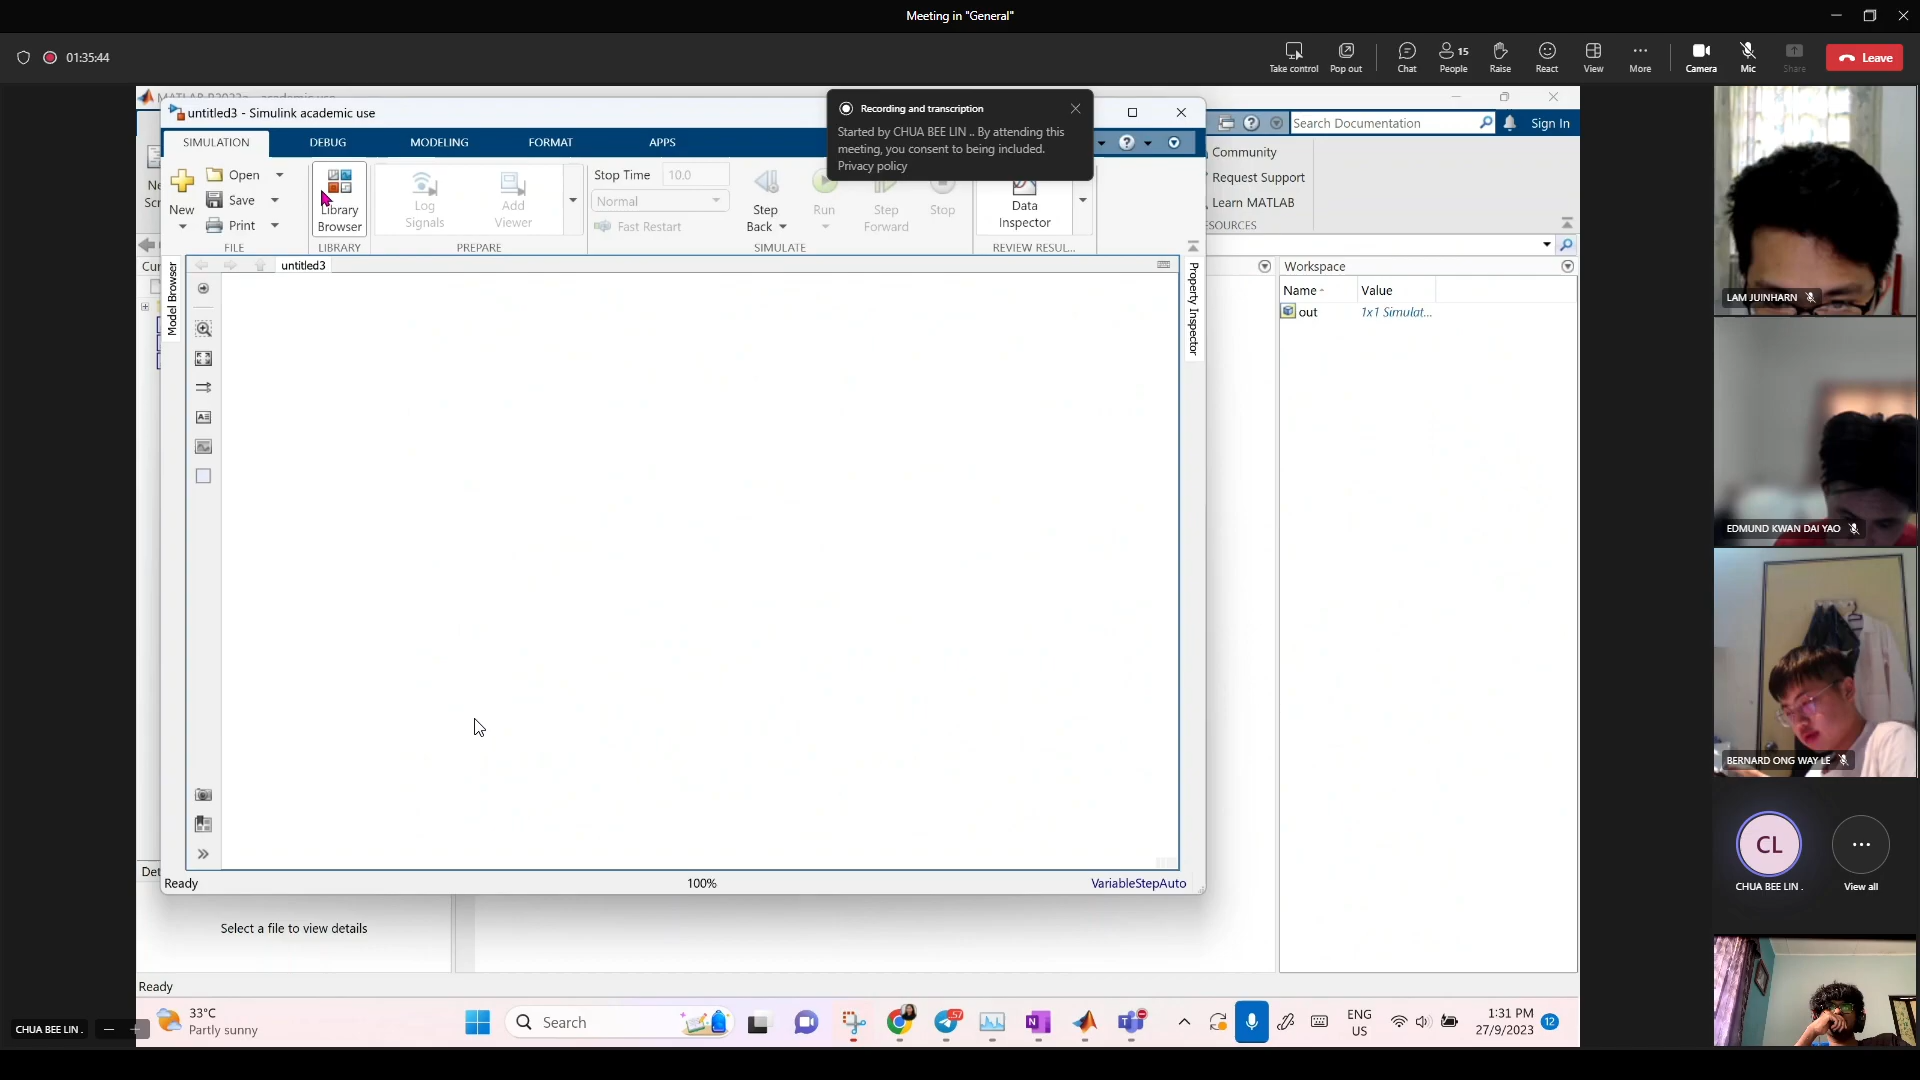 Meeting in "General"
01:35:44
Take control
Pop out
Chat
15
People
Raise
React
View
More
Camera
Mic
Share
Leave
untitled3 - Simulink academic use
Recording and transcription
Started by CHUA BEE LIN .. By attending this
meeting, you consent to being included.
Privacy policy
SIMULATION
DEBUG
MODELING
FORMAT
APPS
Search Documentation
Sign In
New
Open
Save
Print
FILE
Library
Browser
LIBRARY
Log
Signals
Add
Viewer
PREPARE
Stop Time
10.0
Normal
Fast Restart
Step
Back
Run
Step
Forward
Stop
SIMULATE
Data
Inspector
REVIEW RESUL...
Community
Request Support
Learn MATLAB
untitled3
Model Browser
Property Inspector
Workspace
Name
Value
out
1x1 Simulat...
Ready
100%
VariableStepAuto
Select a file to view details
Ready
LAM JUINHARN
EDMUND KWAN DAI YAO
BERNARD ONG WAY LE
CL
CHUA BEE LIN .
View all
CHUA BEE LIN .
33°C
Partly sunny
Search
57
ENG
US
1:31 PM
27/9/2023
12